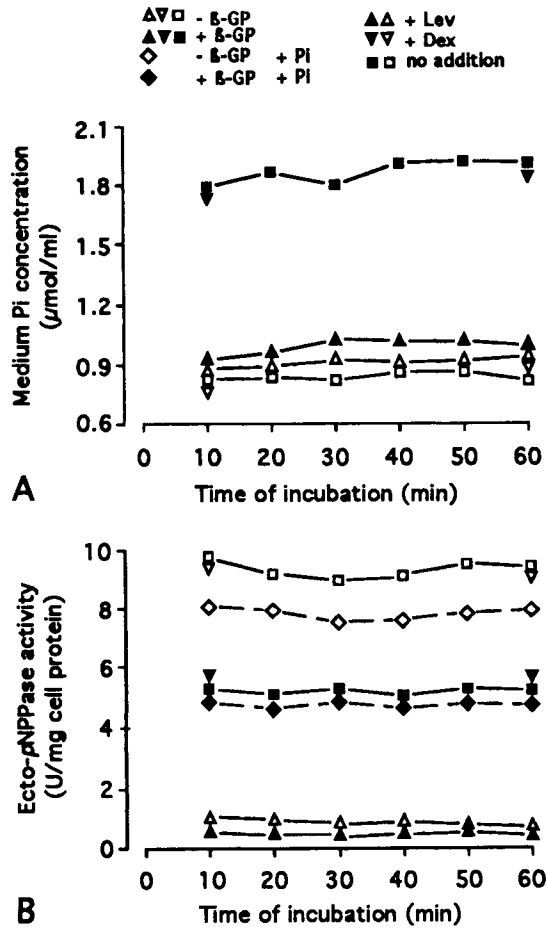 A
- ß-GP
+ ß-GP
- ß-GP + Pi
+ ß-GP + Pi
+ Lev
+ Dex
no addition
Medium Pi concentration
(µmol/ml)
2.1
1.8
1.5
1.2
0.9
0.6
0 10 20 30 40 50 60
Time of incubation (min)
Ecto-pNPPase activity
(U/mg cell protein)
10
8
6
4
2
0
0 10 20 30 40 50 60
Time of incubation (min)
B